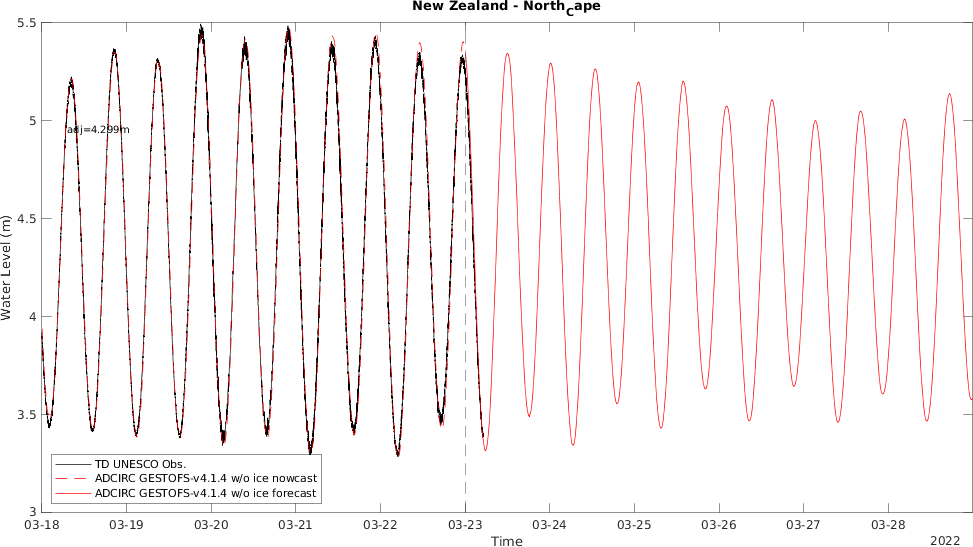 New Zealand - NorthCape
5.5
5
4.5
4
3.5
3
Water Level (m)
adj=4.299m
TD UNESCO Obs.
ADCIRC GESTOFS-v4.1.4 w/o ice nowcast
ADCIRC GESTOFS-v4.1.4 w/o ice forecast
03-18 03-19 03-20 03-21 03-22 03-23 03-24 03-25 03-26 03-27 03-28
Time
2022